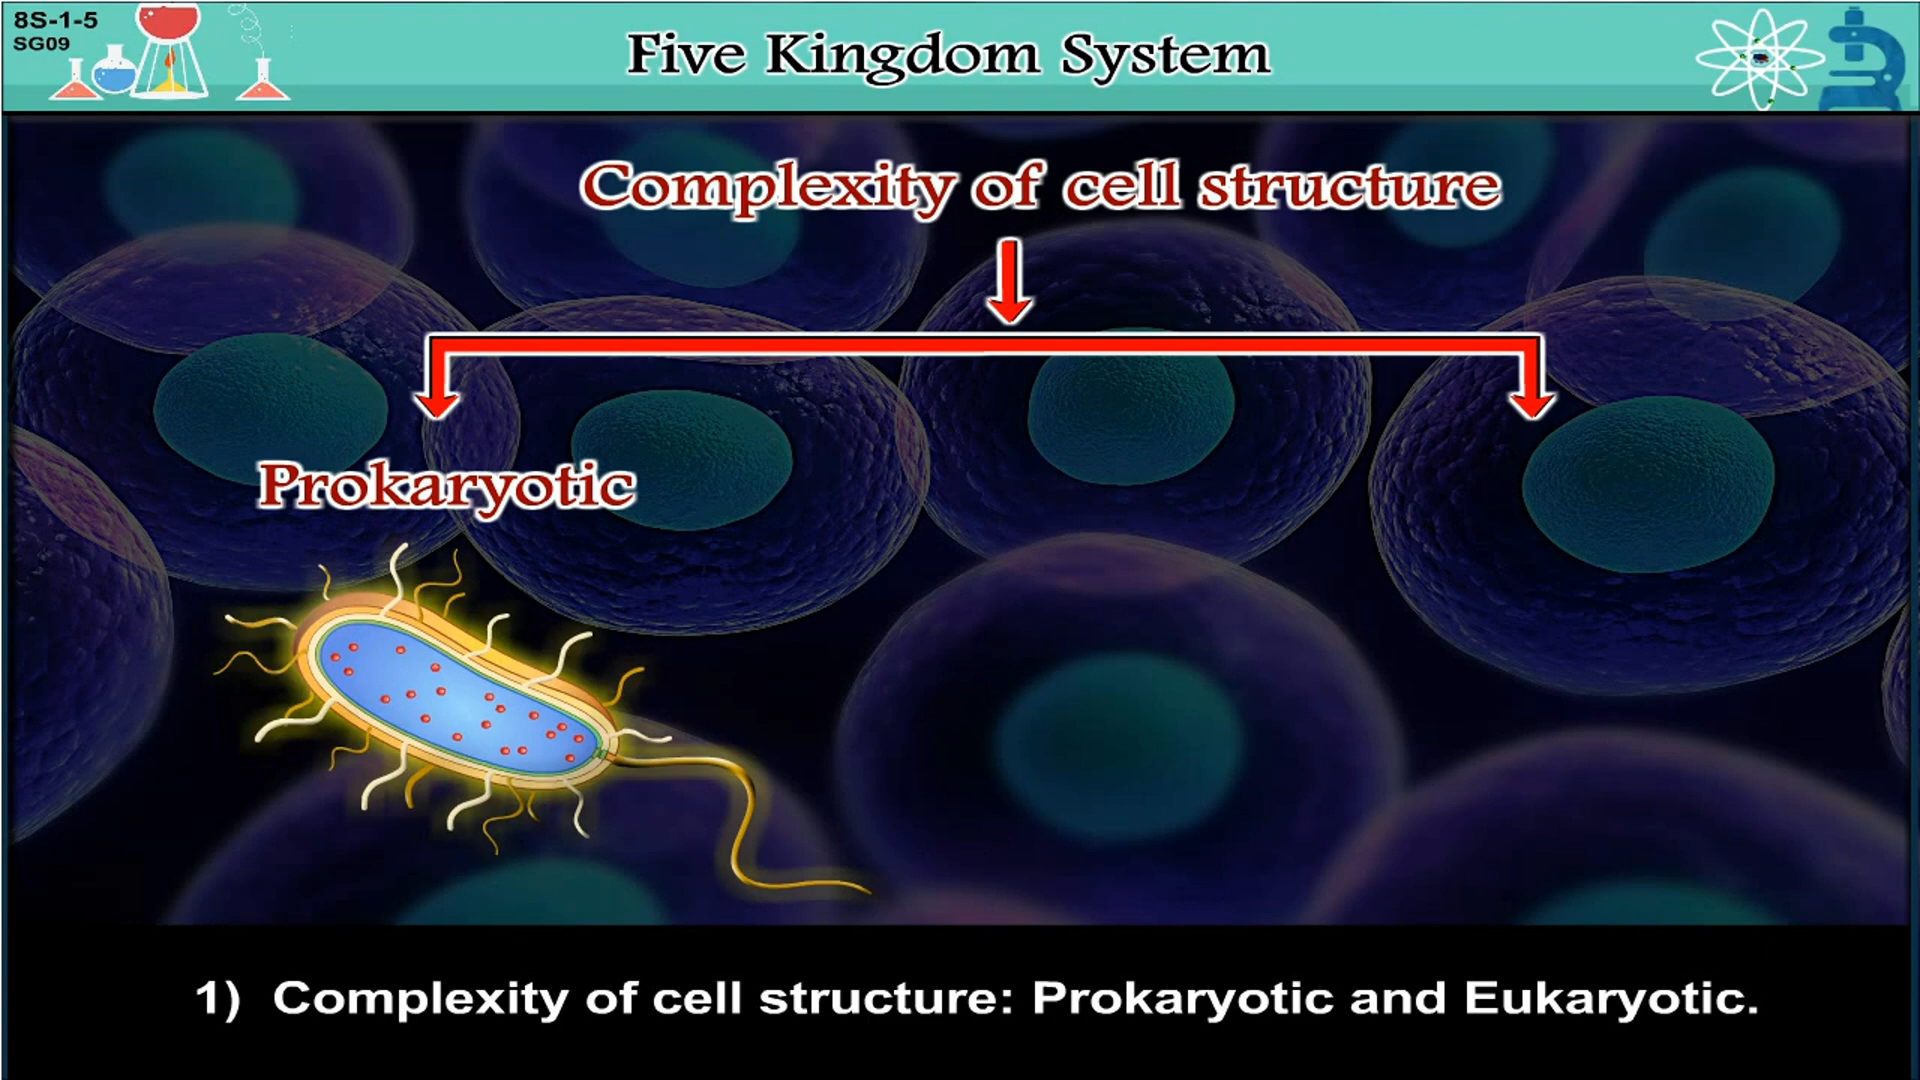 8S-1-5
SG09
Five Kingdom System
Complexity of cell structure
Prokaryotic
1) Complexity of cell structure: Prokaryotic and Eukaryotic.